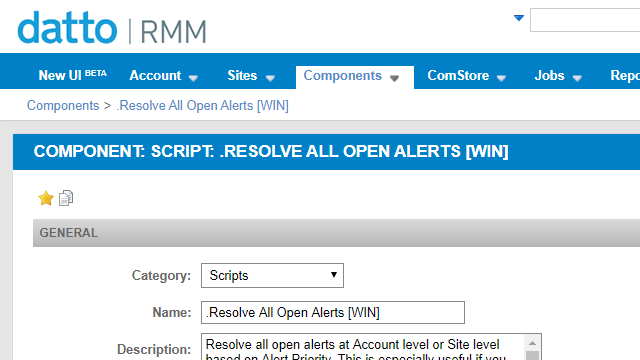 datto | RMM
New UI BETA Account Sites Components ComStore Jobs Repo
Components > .Resolve All Open Alerts [WIN]
COMPONENT: SCRIPT: .RESOLVE ALL OPEN ALERTS [WIN]
GENERAL
Category: Scripts
Name: .Resolve All Open Alerts [WIN]
Description: Resolve all open alerts at Account level or Site level
based on Alert Priority. This is especially useful if you